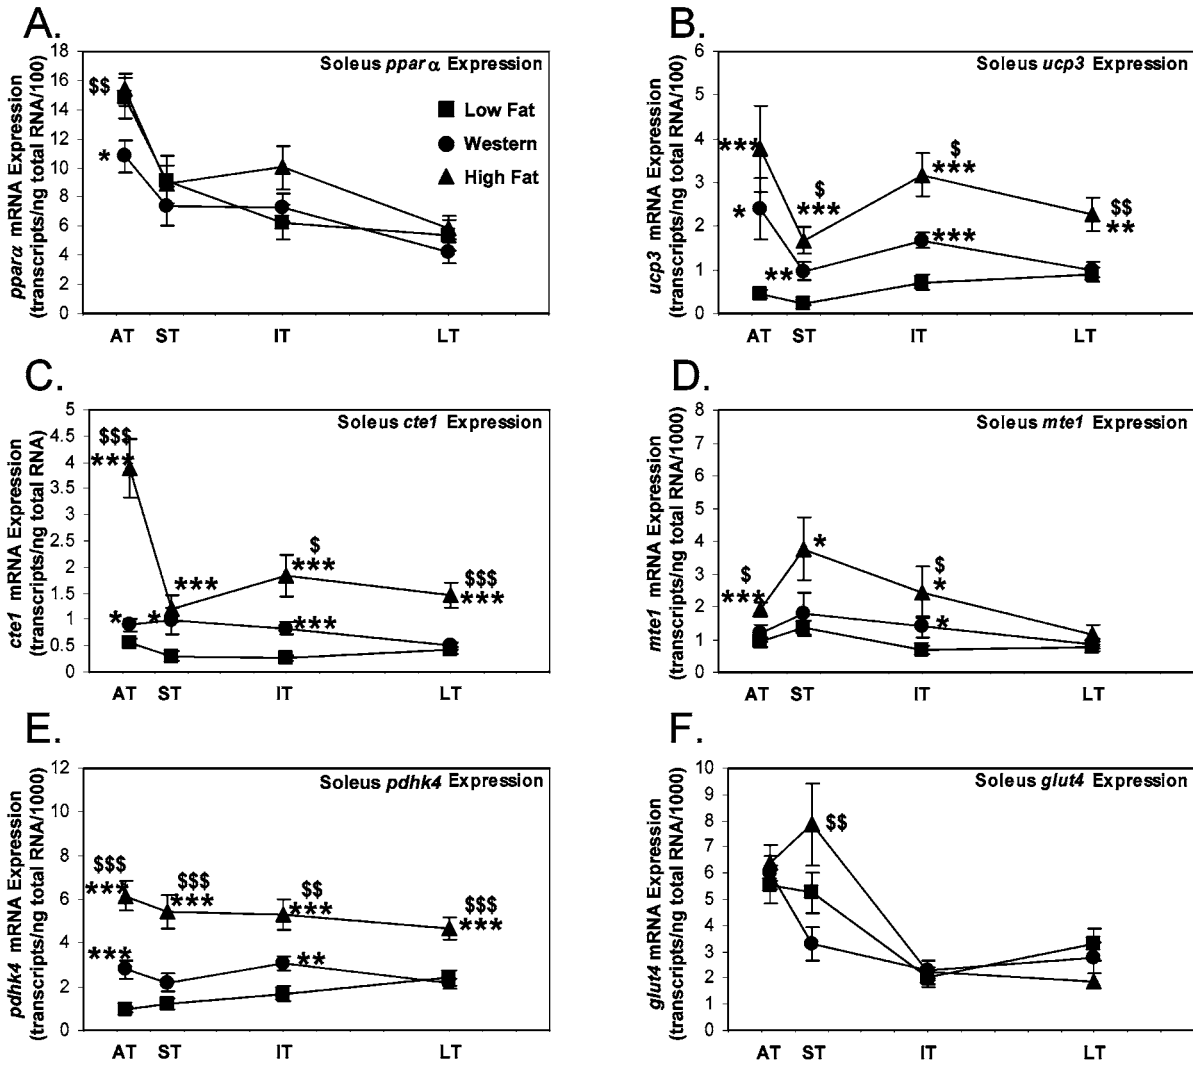 A.
Soleus ppar α Expression
pparα mRNA Expression
(transcripts/ng total RNA/100)
18
16
14
12
10
8
6
4
2
0
$$
*
Low Fat
Western
High Fat
AT ST IT LT
B.
Soleus ucp3 Expression
ucp3 mRNA Expression
(transcripts/ng total RNA/100)
6
5
4
3
2
1
0
***
*
$
***
**
$
***
***
$$
**
AT ST IT LT
C.
Soleus cte1 Expression
cte1 mRNA Expression
(transcripts/ng total RNA)
5
4.5
4
3.5
3
2.5
2
1.5
1
0.5
0
$$$
***
*
***
*
$
***
***
$$$
***
AT ST IT LT
D.
Soleus mte1 Expression
mte1 mRNA Expression
(transcripts/ng total RNA/1000)
8
7
6
5
4
3
2
1
0
$
***
*
$
*
*
AT ST IT LT
E.
Soleus pdhk4 Expression
pdhk4 mRNA Expression
(transcripts/ng total RNA/1000)
12
10
8
6
4
2
0
$$$
***
***
$$$
***
$$
***
**
$$$
***
AT ST IT LT
F.
Soleus glut4 Expression
glut4 mRNA Expression
(transcripts/ng total RNA/1000)
10
9
8
7
6
5
4
3
2
1
0
$$
AT ST IT LT